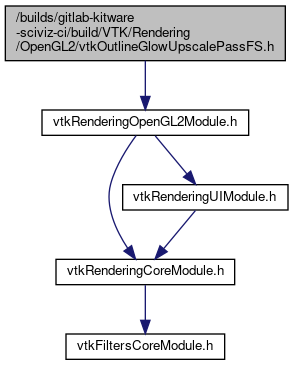 /builds/gitlab-kitware
-sciviz-ci/build/VTK/Rendering
/OpenGL2/vtkOutlineGlowUpscalePassFS.h
vtkRenderingOpenGL2Module.h
vtkRenderingUIModule.h
vtkRenderingCoreModule.h
vtkFiltersCoreModule.h